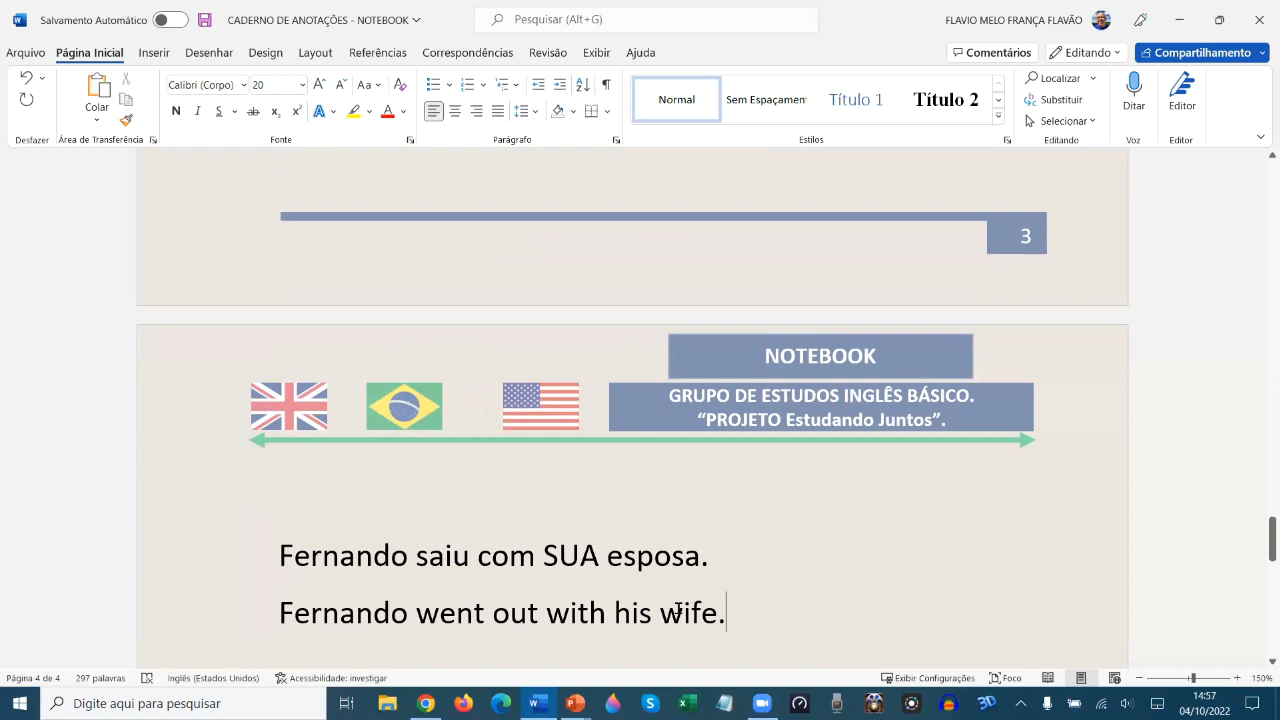 Salvamento Automático
CADERNO DE ANOTAÇÕES - NOTEBOOK
Pesquisar (Alt+G)
FLAVIO MELO FRANÇA FLAVÃO
Arquivo Página Inicial Inserir Desenhar Design Layout Referências Correspondências Revisão Exibir Ajuda
Comentários Editando Compartilhamento
Calibri (Corpo) 20
Colar
Normal
Sem Espaçamen
Título 1
Título 2
Localizar
Substituir
Selecionar
Ditar
Editor
Desfazer Área de Transferência Fonte Parágrafo Estilos Editando Voz Editor
3
NOTEBOOK
GRUPO DE ESTUDOS INGLÊS BÁSICO.
“PROJETO Estudando Juntos”.
Fernando saiu com SUA esposa.
Fernando went out with his wife.
Página 4 de 4 297 palavras Inglês (Estados Unidos) Acessibilidade: investigar Exibir Configurações Foco 150%
Digite aqui para pesquisar
14:57
04/10/2022